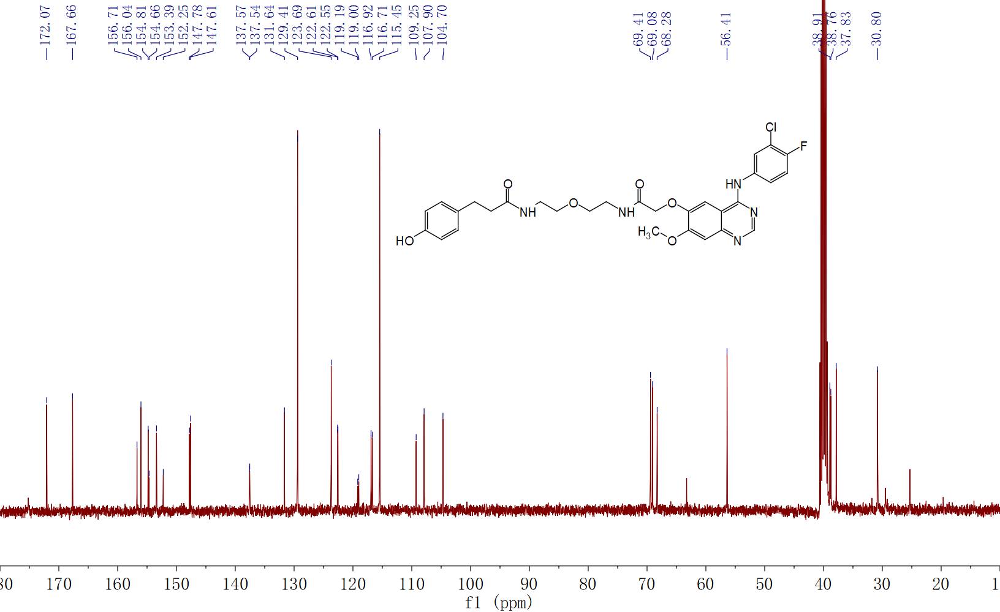 172.07
167.66
156.71
156.04
154.81
154.66
153.39
152.25
147.78
147.61
137.57
137.54
131.64
129.41
123.69
122.61
122.55
119.19
119.00
116.92
116.71
115.45
109.25
107.90
104.70
69.41
69.08
68.28
56.41
38.91
38.76
37.83
30.80
Cl
F
HN
O
O
O
O
N
NH
NH
H3C
O
N
HO
80 170 160 150 140 130 120 110 100 90 80 70 60 50 40 30 20 1
f1 (ppm)